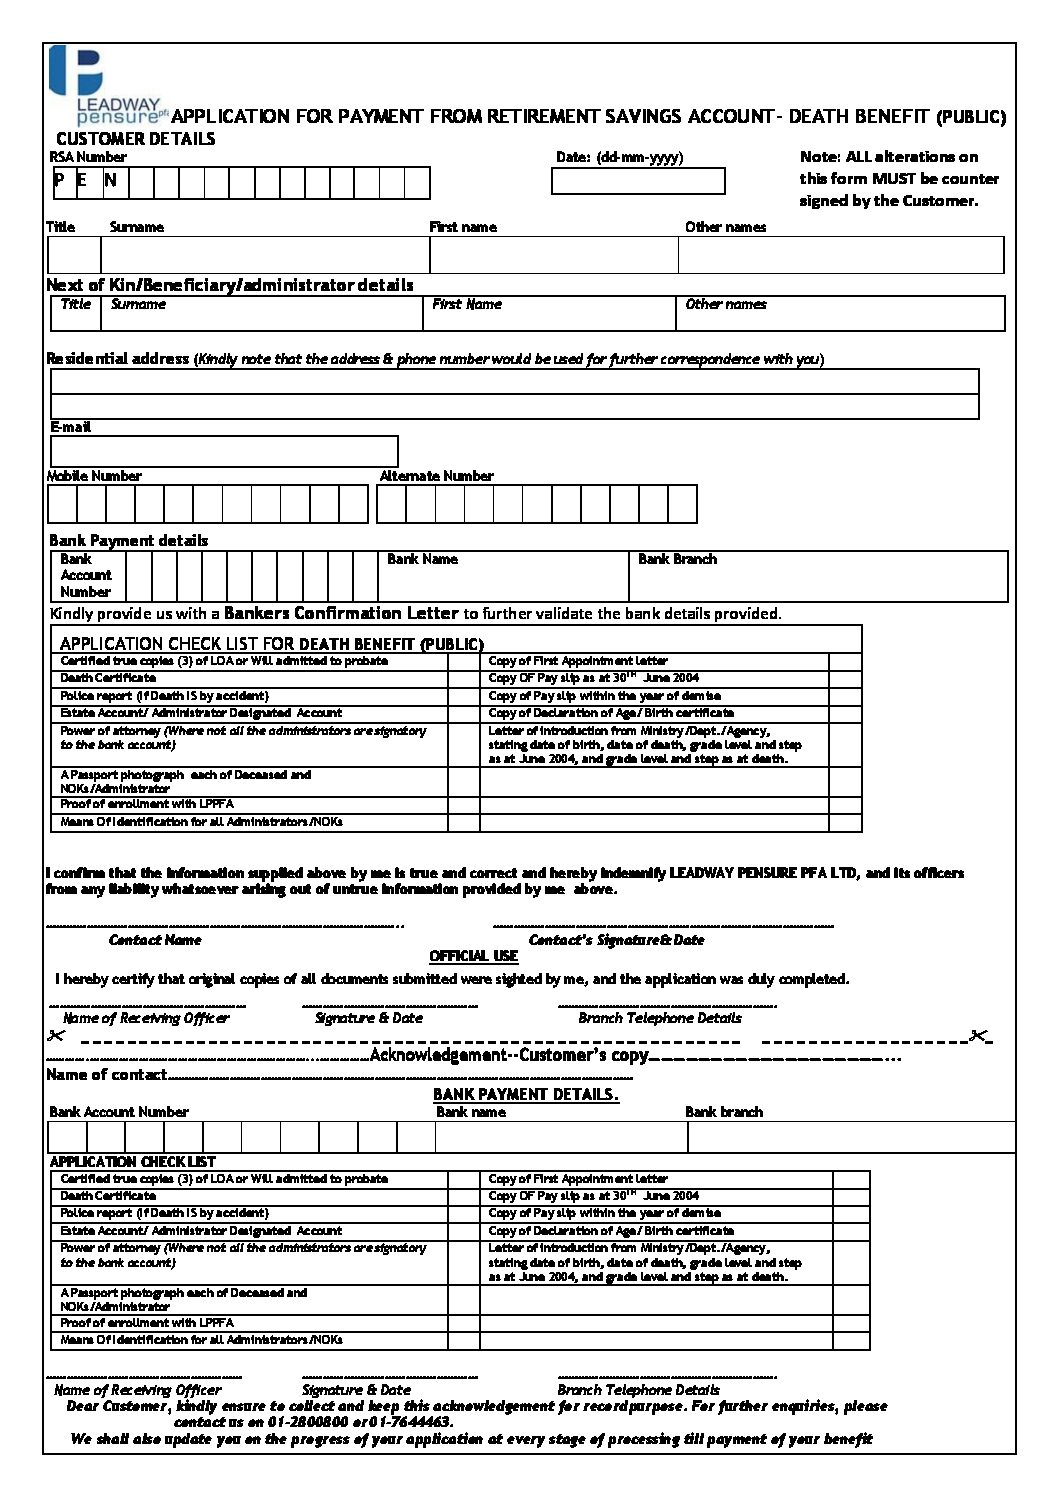 LEADWAY
pensure pfa
APPLICATION FOR PAYMENT FROM RETIREMENT SAVINGS ACCOUNT- DEATH BENEFIT (PUBLIC)
CUSTOMER DETAILS
RSA Number
Date: (dd-mm-yyyy)
Note: ALL alterations on
this form MUST be counter
signed by the Customer.
P E N
Title Surname First name Other names
Next of Kin/Beneficiary/administrator details
Title Surname First Name Other names
Residential address (Kindly note that the address & phone number would be used for further correspondence with you)
E-mail
Mobile Number Alternate Number
Bank Payment details
Bank Account Number Bank Name Bank Branch
Kindly provide us with a Bankers Confirmation Letter to further validate the bank details provided.
APPLICATION CHECK LIST FOR DEATH BENEFIT (PUBLIC)
Certified true copies (3) of LOA or Will admitted to probate Copy of First Appointment letter
Death Certificate Copy OF Pay slip as at 30TH June 2004
Police report (If Death IS by accident) Copy of Pay slip within the year of demise
Estate Account/ Administrator Designated Account Copy of Declaration of Age/ Birth certificate
Power of attorney (Where not all the administrators are signatory Letter of introduction from Ministry/Dept./Agency,
to the bank account) stating date of birth, date of death, grade level and step
as at June 2004, and grade level and step as at death.
A Passport photograph each of Deceased and
NOKs/Administrator
Proof of enrollment with LPPFA
Means Of Identification for all Administrators/NOKs
I confirm that the information supplied above by me is true and correct and hereby indemnify LEADWAY PENSURE PFA LTD, and its officers
from any liability whatsoever arising out of untrue information provided by me above.
Contact Name Contact's Signature& Date
OFFICIAL USE
I hereby certify that original copies of all documents submitted were sighted by me, and the application was duly completed.
Name of Receiving Officer Signature & Date Branch Telephone Details
Acknowledgement--Customer's copy
Name of contact
BANK PAYMENT DETAILS.
Bank Account Number Bank name Bank branch
APPLICATION CHECK LIST
Certified true copies (3) of LOA or Will admitted to probate Copy of First Appointment letter
Death Certificate Copy OF Pay slip as at 30TH June 2004
Police report (If Death IS by accident) Copy of Pay slip within the year of demise
Estate Account/ Administrator Designated Account Copy of Declaration of Age/ Birth certificate
Power of attorney (Where not all the administrators are signatory Letter of introduction from Ministry/Dept./Agency,
to the bank account) stating date of birth, date of death, grade level and step
as at June 2004, and grade level and step as at death.
A Passport photograph each of Deceased and
NOKs/Administrator
Proof of enrollment with LPPFA
Means Of Identification for all Administrators/NOKs
Name of Receiving Officer Signature & Date Branch Telephone Details
Dear Customer, kindly ensure to collect and keep this acknowledgement for record purpose. For further enquiries, please
contact us on 01-2800800 or 01-7644463.
We shall also update you on the progress of your application at every stage of processing till payment of your benefit